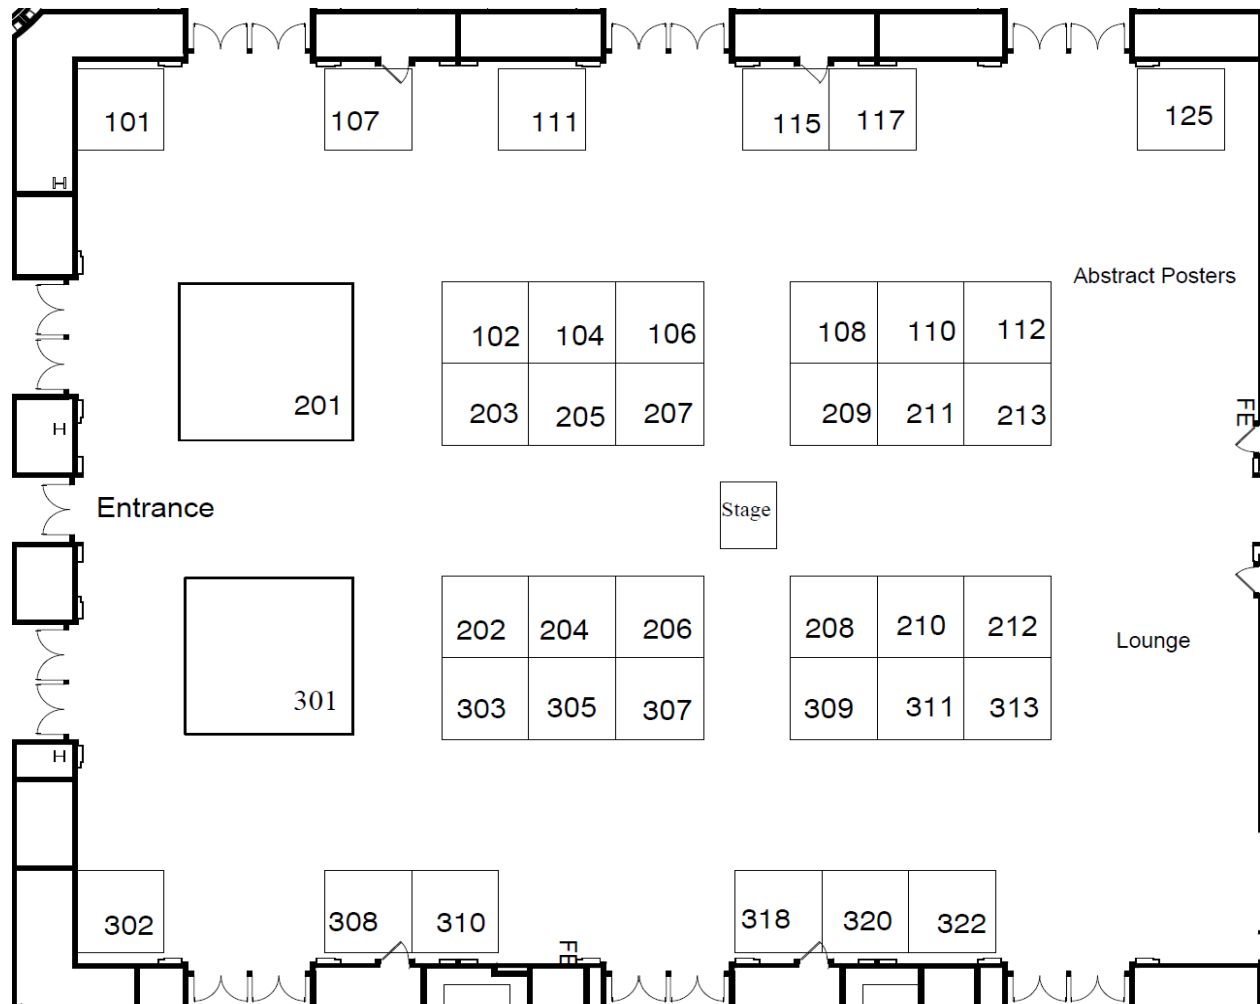 101 107 111 115 117 125
H
Abstract Posters
102 104 106 108 110 112
201
203 205 207 209 211 213
FE
H
Entrance
Stage
202 204 206 208 210 212
Lounge
301
303 305 307 309 311 313
H
302 308 310 318 320 322
FE